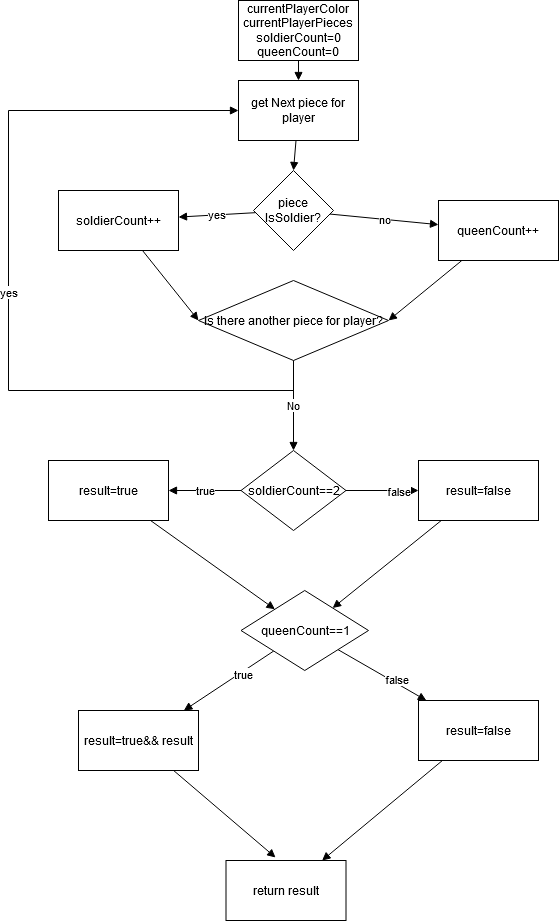 currentPlayerColor
currentPlayerPieces
soldierCount=0
queenCount=0
get Next piece for
player
piece
IsSoldier?
yes
no
soldierCount++
queenCount++
yes
Is there another piece for player?
No
result=true
true
soldierCount==2
false
result=false
queenCount==1
true
false
result=true&& result
result=false
return result